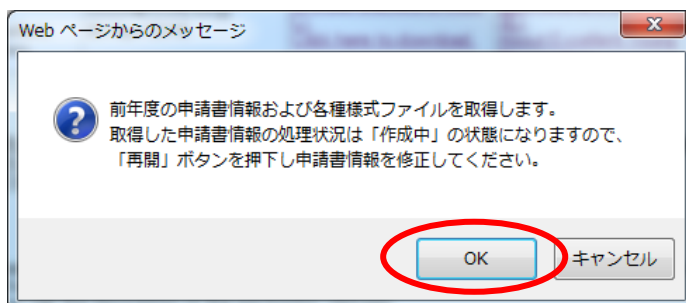 Web ページからのメッセージ
前年度の申請書情報および各種様式ファイルを取得します。
取得した申請書情報の処理状況は「作成中」の状態になりますので、
「再開」ボタンを押下し申請書情報を修正してください。
OK
キャンセル